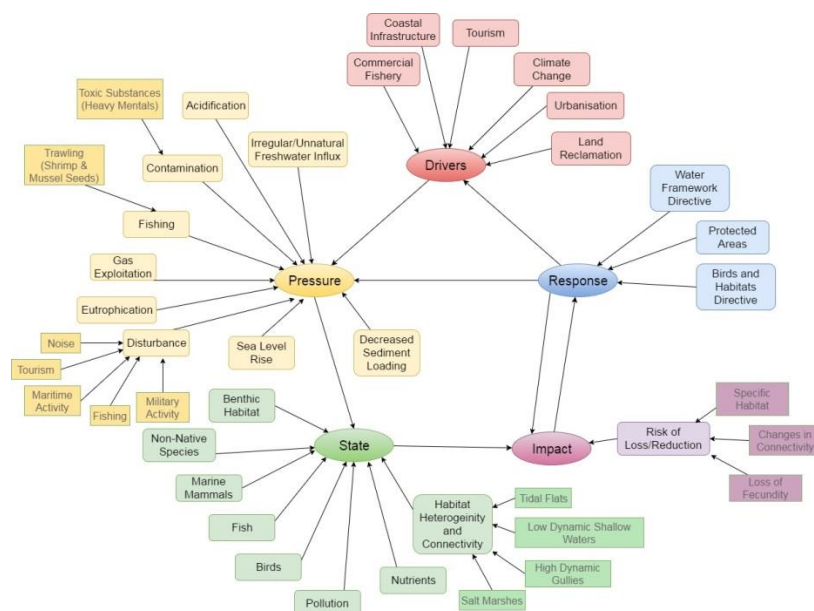 Coastal
Infrastructure
Tourism
Commercial
Fishery
Climate
Change
Urbanisation
Land
Reclamation
Drivers
Toxic Substances
(Heavy Mentals)
Acidification
Irregular/Unnatural
Freshwater Influx
Trawling
(Shrimp &
Mussel Seeds)
Contamination
Fishing
Gas
Exploitation
Pressure
Eutrophication
Disturbance
Noise
Tourism
Maritime
Activity
Fishing
Military
Activity
Sea Level
Rise
Decreased
Sediment
Loading
Water
Framework
Directive
Protected
Areas
Response
Birds and
Habitats
Directive
Benthic
Habitat
Non-Native
Species
State
Marine
Mammals
Fish
Birds
Pollution
Nutrients
Habitat
Heterogeinity
and
Connectivity
Tidal Flats
Low Dynamic Shallow
Waters
High Dynamic
Gullies
Salt Marshes
Impact
Risk of
Loss/Reduction
Specific
Habitat
Changes in
Connectivity
Loss of
Fecundity